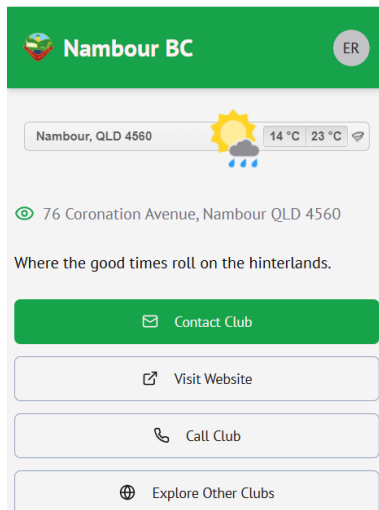 Nambour BC
ER
Nambour, QLD 4560
14 °C 23 °C
76 Coronation Avenue, Nambour QLD 4560
Where the good times roll on the hinterlands.
Contact Club
Visit Website
Call Club
Explore Other Clubs